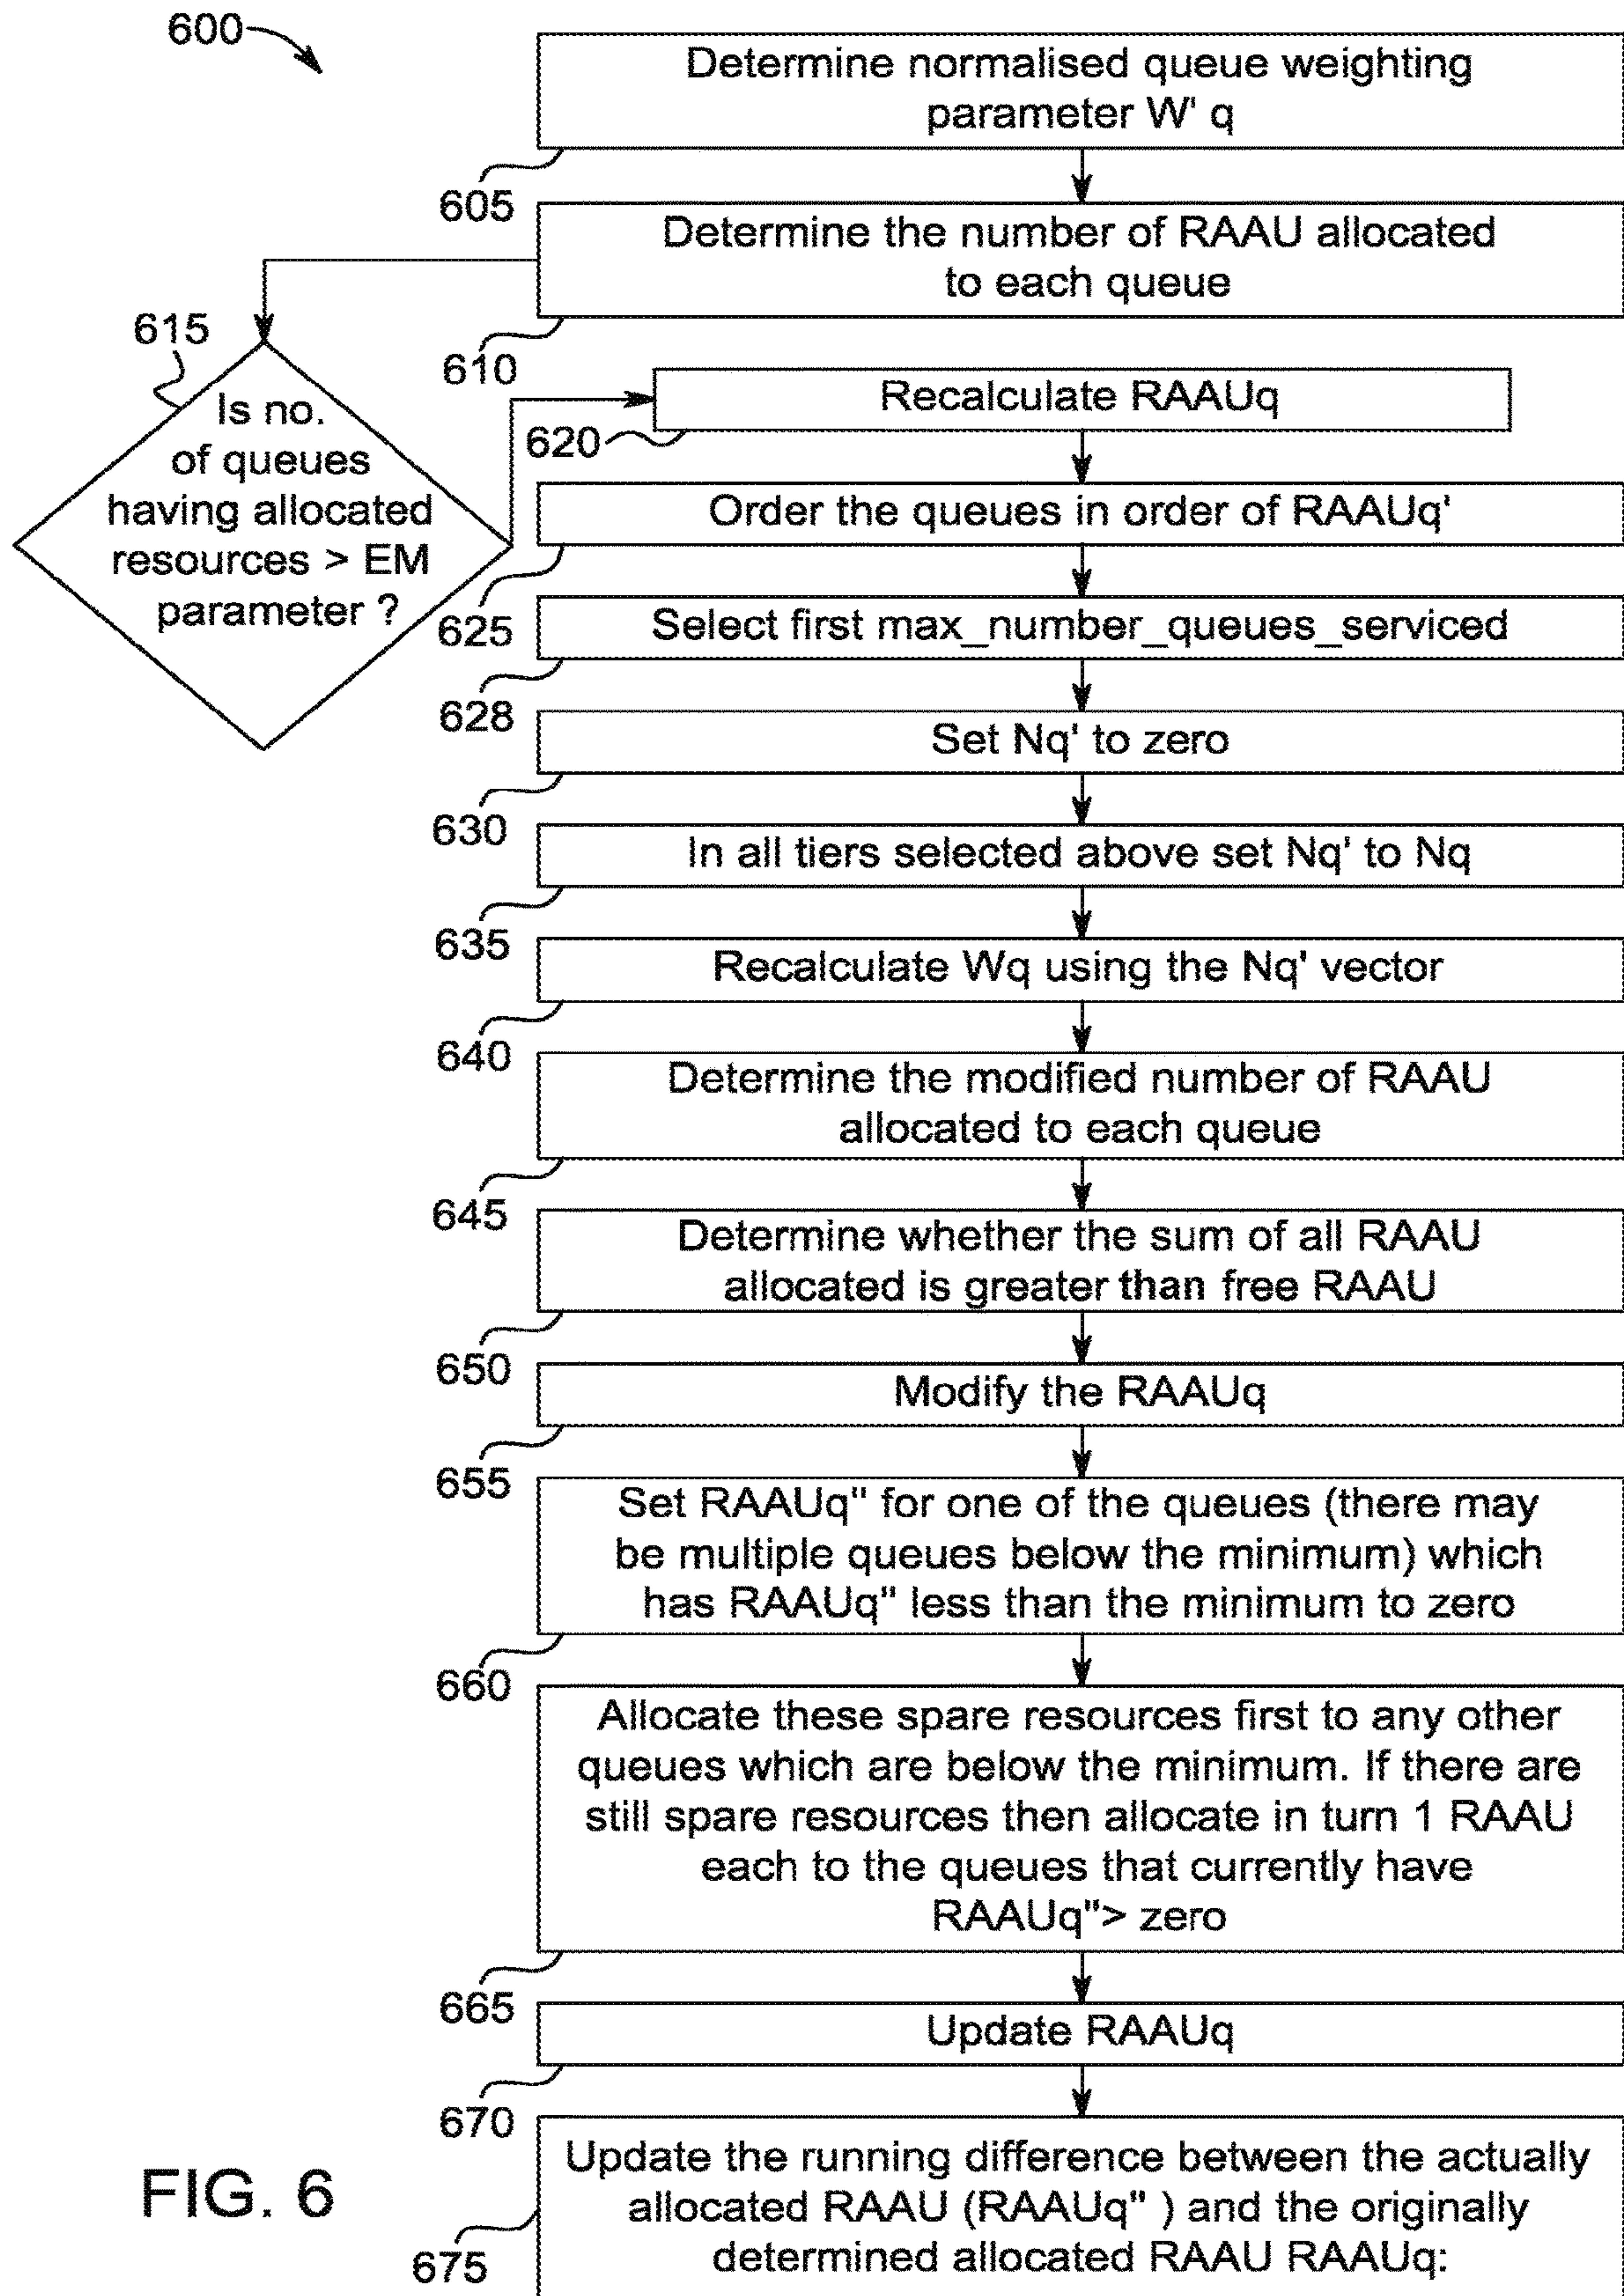 600
Determine normalised queue weighting
parameter W' q
605
Determine the number of RAAU allocated
to each queue
610
615
Is no.
of queues
having allocated
resources > EM
parameter ?
Recalculate RAAUq
620
Order the queues in order of RAAUq'
625
Select first max_number_queues_serviced
628
Set Nq' to zero
630
In all tiers selected above set Nq' to Nq
635
Recalculate Wq using the Nq' vector
640
Determine the modified number of RAAU
allocated to each queue
645
Determine whether the sum of all RAAU
allocated is greater than free RAAU
650
Modify the RAAUq
655
Set RAAUq" for one of the queues (there may
be multiple queues below the minimum) which
has RAAUq" less than the minimum to zero
660
Allocate these spare resources first to any other
queues which are below the minimum. If there are
still spare resources then allocate in turn 1 RAAU
each to the queues that currently have
RAAUq"> zero
665
Update RAAUq
670
Update the running difference between the actually
allocated RAAU (RAAUq" ) and the originally
determined allocated RAAU RAAUq:
675
FIG. 6